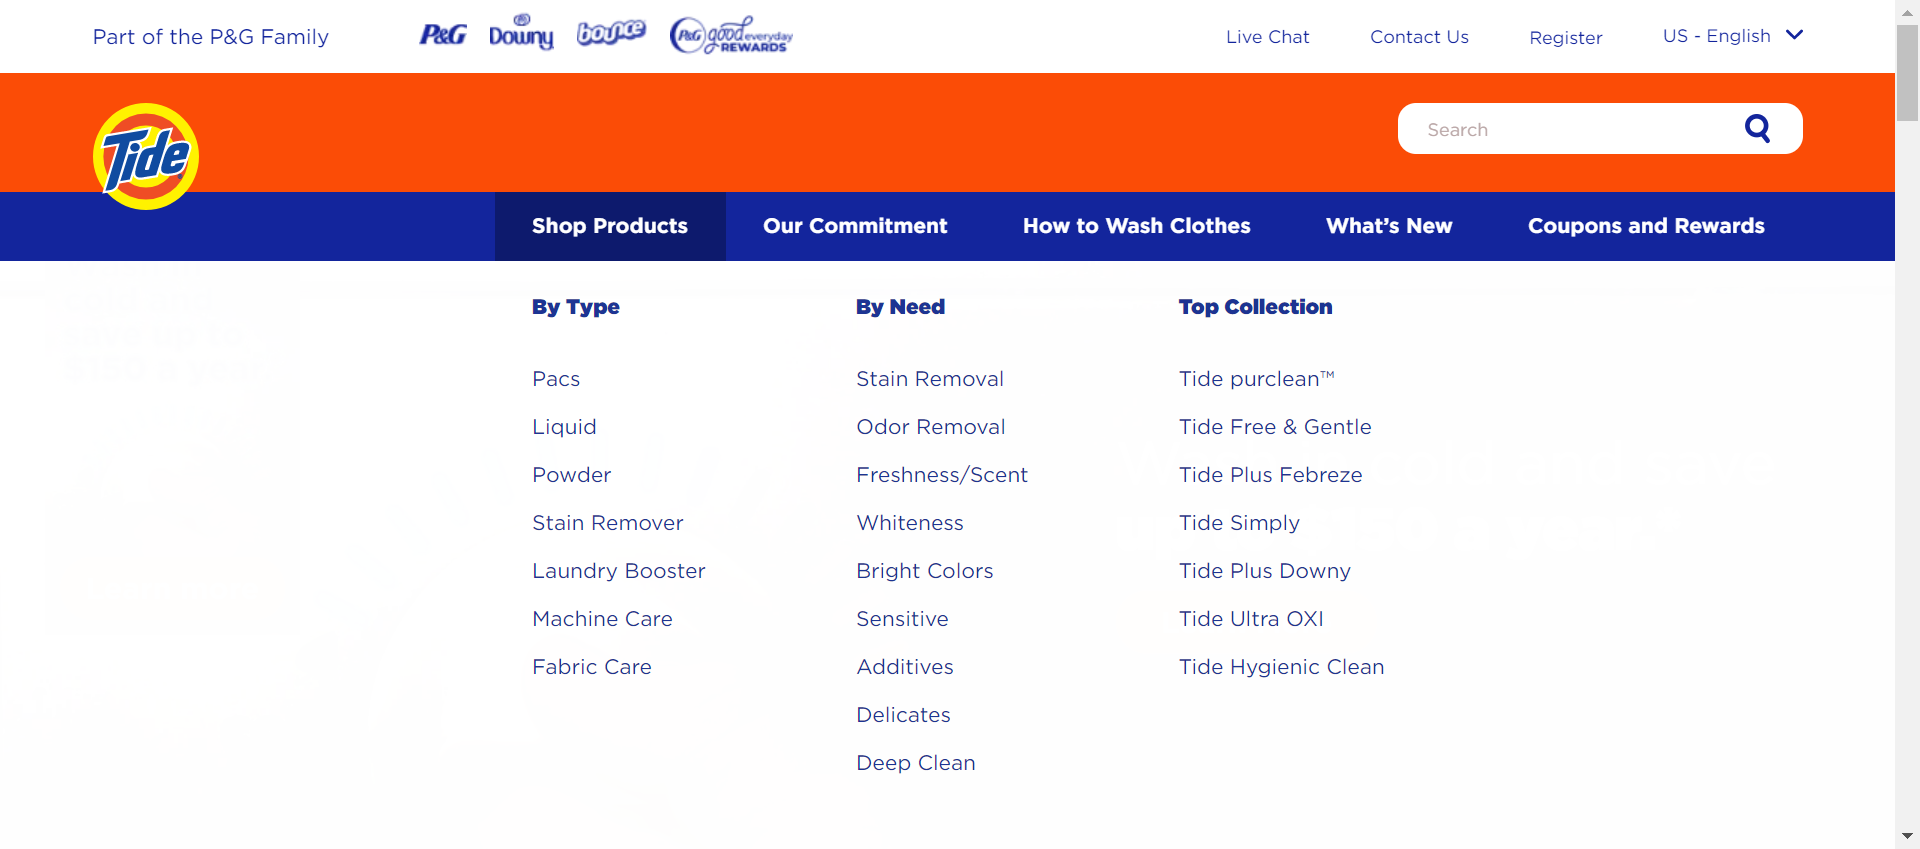 Part of the P&G Family
P&G
Downy
bounce
P&G good everyday REWARDS
Live Chat
Contact Us
Register
US - English
Tide
Search
Shop Products
Our Commitment
How to Wash Clothes
What’s New
Coupons and Rewards
By Type
Pacs
Liquid
Powder
Stain Remover
Laundry Booster
Machine Care
Fabric Care
By Need
Stain Removal
Odor Removal
Freshness/Scent
Whiteness
Bright Colors
Sensitive
Additives
Delicates
Deep Clean
Top Collection
Tide purclean™
Tide Free & Gentle
Tide Plus Febreze
Tide Simply
Tide Plus Downy
Tide Ultra OXI
Tide Hygienic Clean